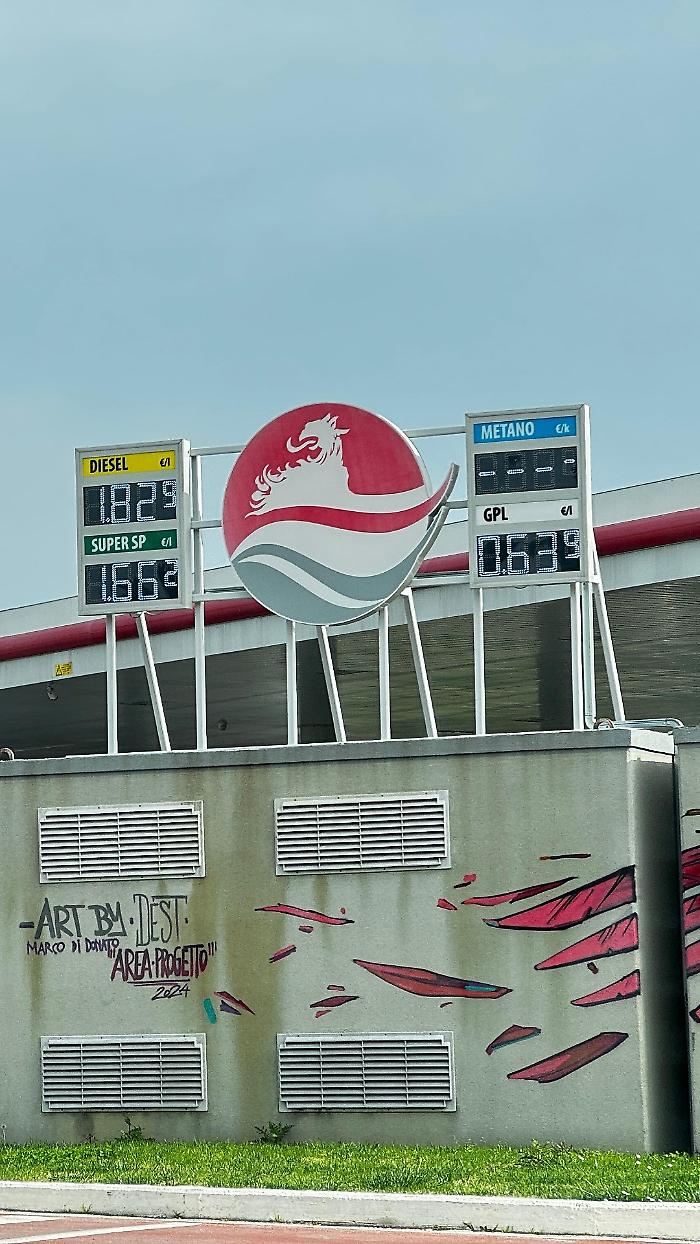 DIESEL €/l
1.829
SUPER SP €/l
1.662
METANO €/k
----
GPL €/l
0.639
-ART BY·DEST·
MARCO DI DONATO
"AREA·PROGETTO"
2024